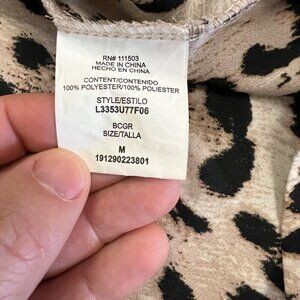 RN# 111503
MADE IN CHINA
HECHO EN CHINA
CONTENT/CONTENIDO
100% POLYESTER/100% POLIESTER
STYLE/ESTILO
L3353U77F06
BCGR
SIZE/TALLA
M
191290223801